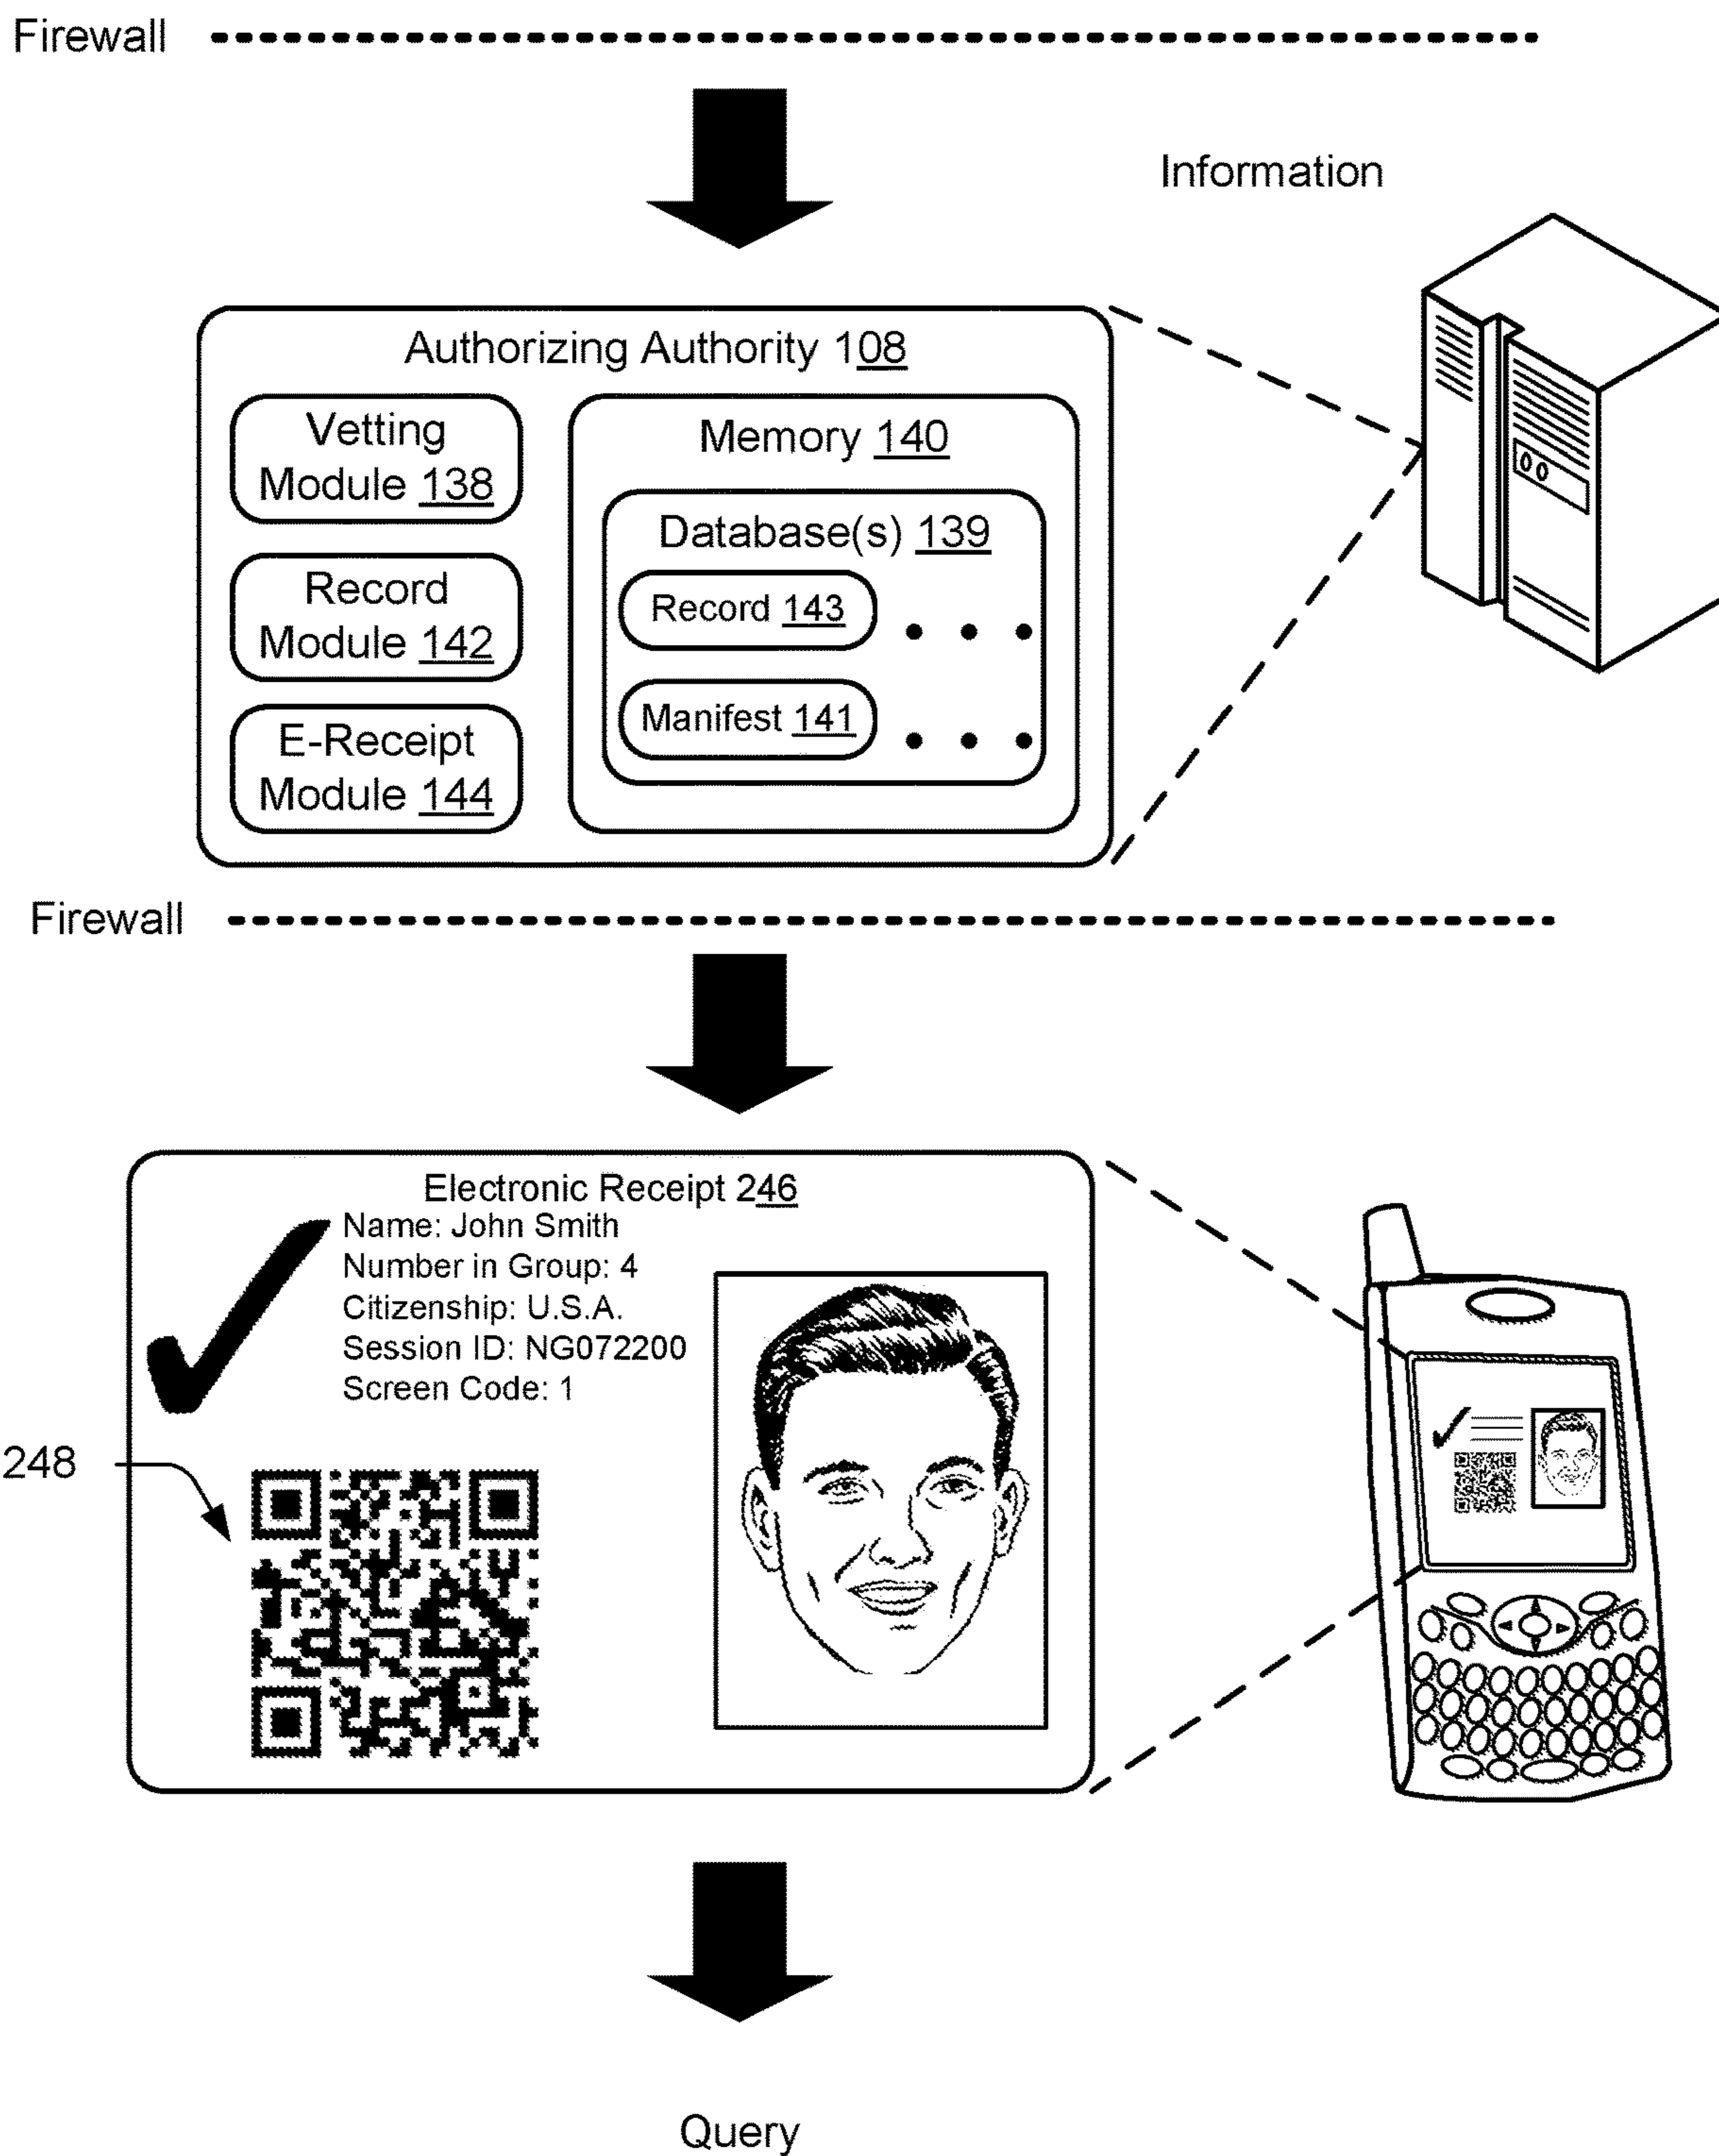 Firewall
Information
Authorizing Authority 108
Vetting
Module 138
Record
Module 142
E-Receipt
Module 144
Memory 140
Database(s) 139
Record 143
Manifest 141
Firewall
Electronic Receipt 246
Name: John Smith
Number in Group: 4
Citizenship: U.S.A.
Session ID: NG072200
Screen Code: 1
248
Query